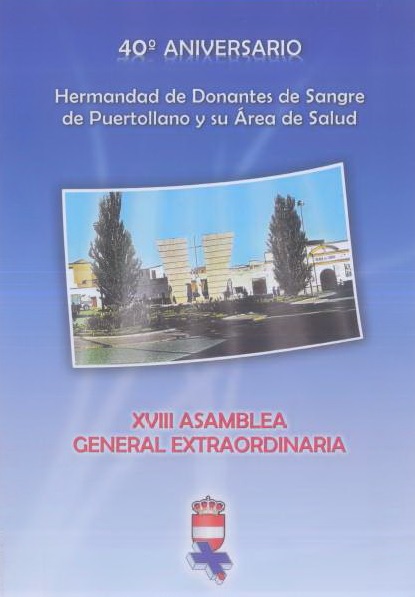 40º ANIVERSARIO
Hermandad de Donantes de Sangre
de Puertollano y su Área de Salud
XVIII ASAMBLEA
GENERAL EXTRAORDINARIA